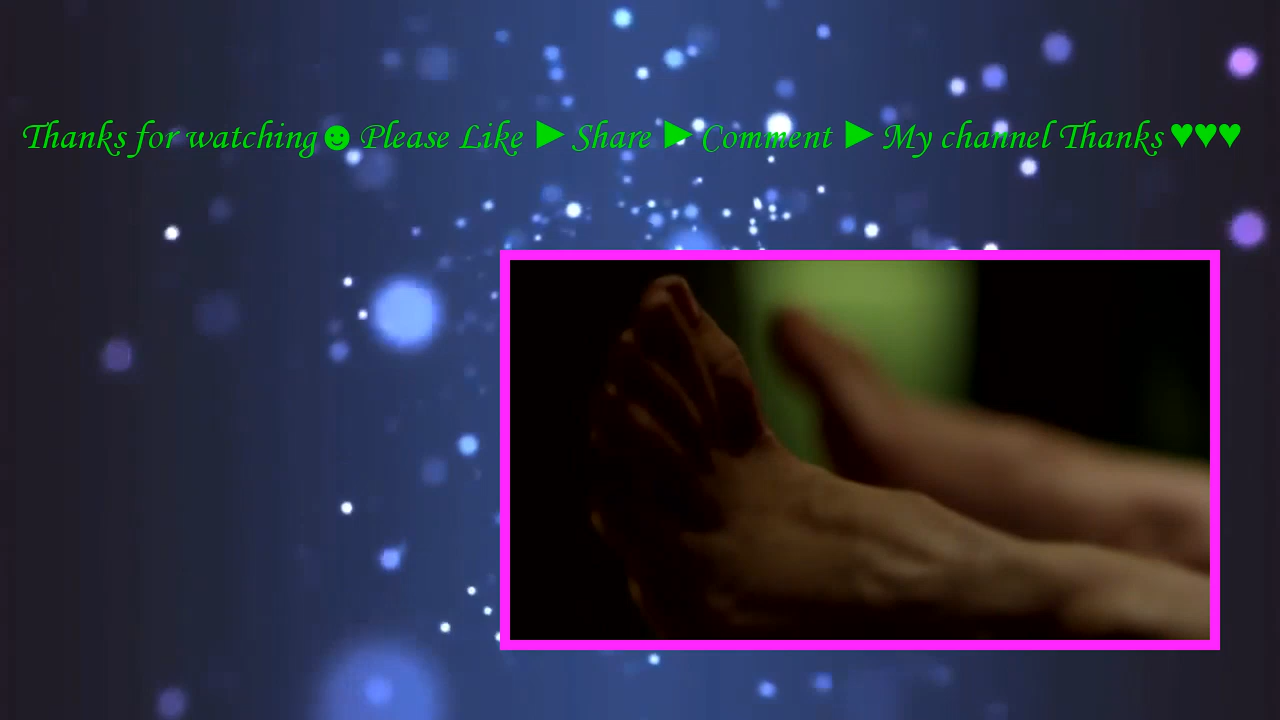 Thanks for watching☻Please Like ► Share ► Comment ► My channel Thanks ♥♥♥